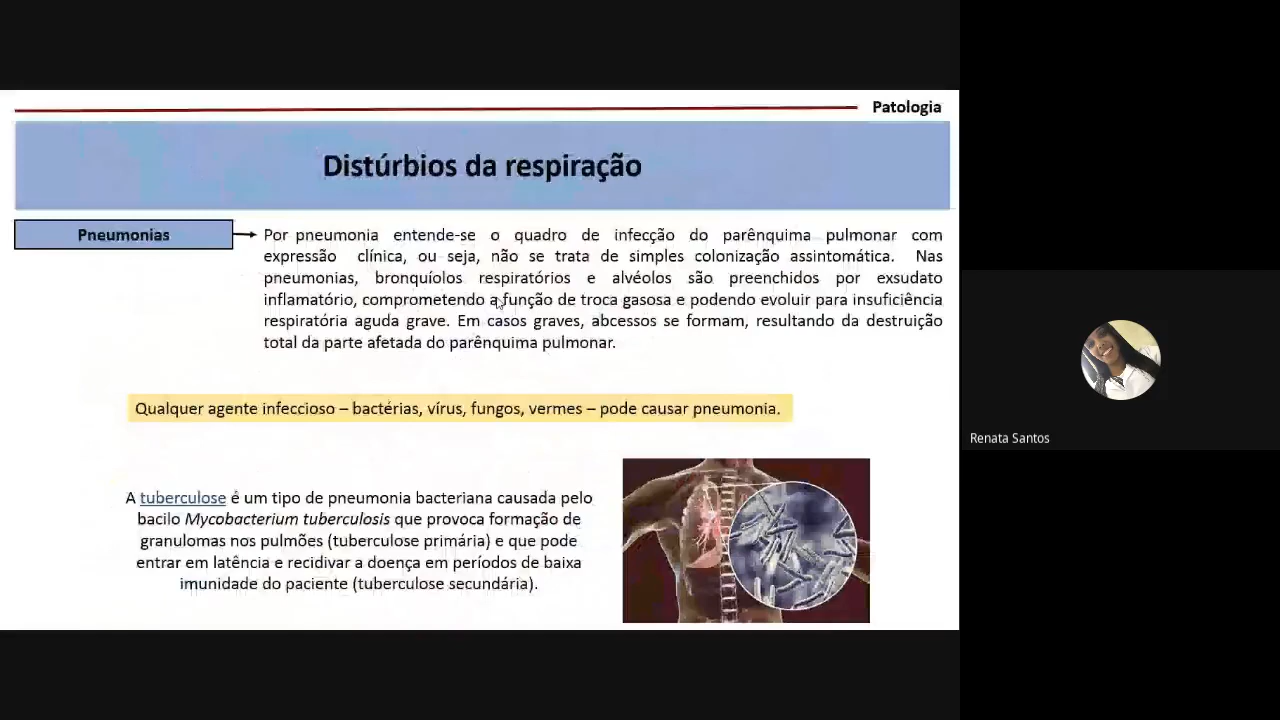 Patologia
Distúrbios da respiração
Pneumonias
Por pneumonia entende-se o quadro de infecção do parênquima pulmonar com
expressão clínica, ou seja, não se trata de simples colonização assintomática. Nas
pneumonias, bronquíolos respiratórios e alvéolos são preenchidos por exsudato
inflamatório, comprometendo a função de troca gasosa e podendo evoluir para insuficiência
respiratória aguda grave. Em casos graves, abcessos se formam, resultando da destruição
total da parte afetada do parênquima pulmonar.
Qualquer agente infeccioso – bactérias, vírus, fungos, vermes – pode causar pneumonia.
A tuberculose é um tipo de pneumonia bacteriana causada pelo
bacilo Mycobacterium tuberculosis que provoca formação de
granulomas nos pulmões (tuberculose primária) e que pode
entrar em latência e recidivar a doença em períodos de baixa
imunidade do paciente (tuberculose secundária).
Renata Santos